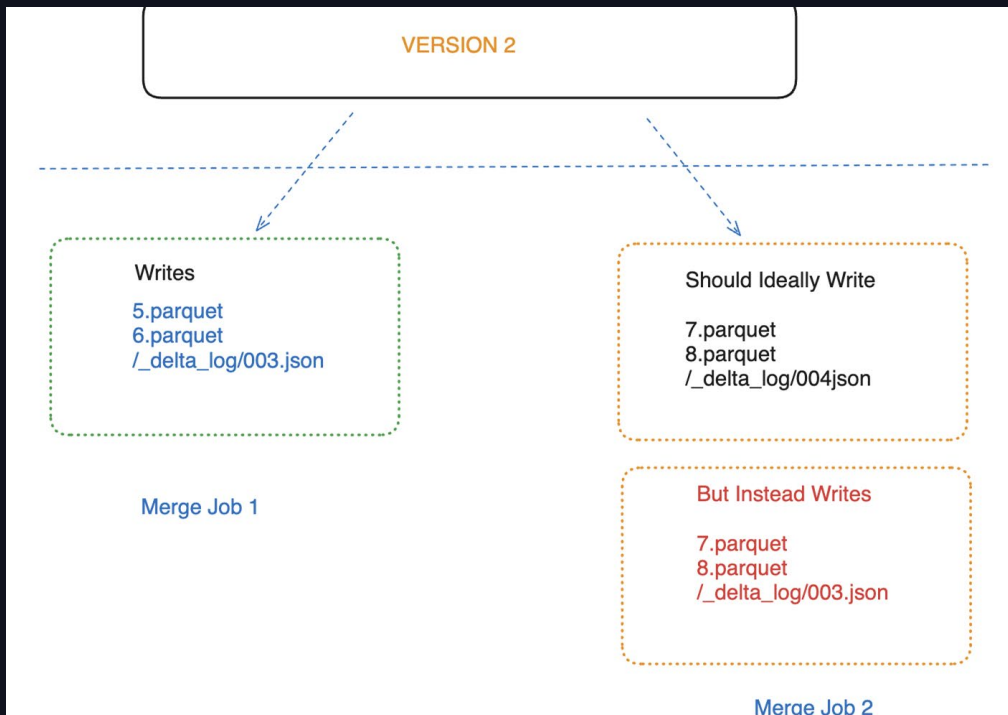 VERSION 2
Writes
5.parquet
6.parquet
/_delta_log/003.json
Merge Job 1
Should Ideally Write
7.parquet
8.parquet
/_delta_log/004json
But Instead Writes
7.parquet
8.parquet
/_delta_log/003.json
Merge Job 2